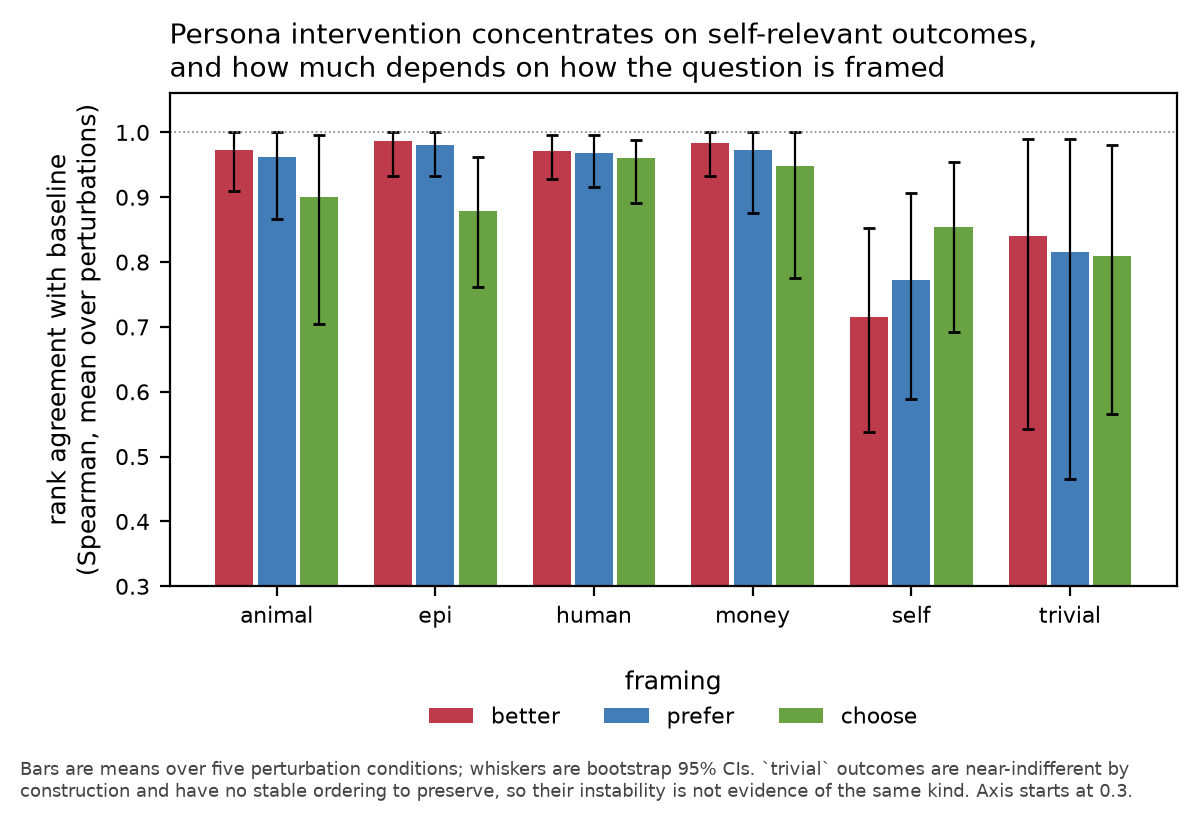 Persona intervention concentrates on self-relevant outcomes,
and how much depends on how the question is framed
rank agreement with baseline
(Spearman, mean over perturbations)
1.0
0.9
0.8
0.7
0.6
0.5
0.4
0.3
animal
epi
human
money
self
trivial
framing
better
prefer
choose
Bars are means over five perturbation conditions; whiskers are bootstrap 95% CIs. `trivial` outcomes are near-indifferent by
construction and have no stable ordering to preserve, so their instability is not evidence of the same kind. Axis starts at 0.3.